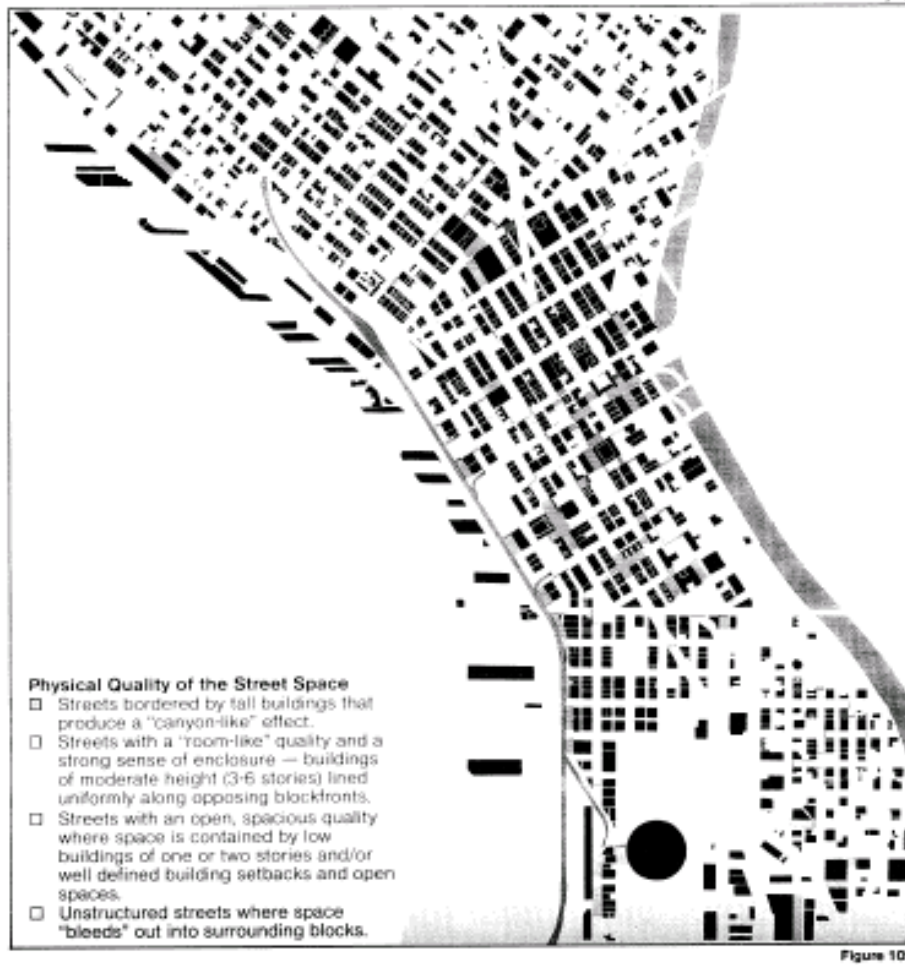 Physical Quality of the Street Space
Streets bordered by tall buildings that
produce a "canyon-like" effect.
Streets with a "room-like" quality and a
strong sense of enclosure — buildings
of moderate height (3-6 stories) lined
uniformly along opposing blockfronts.
Streets with an open, spacious quality
where space is contained by low
buildings of one or two stories and/or
well defined building setbacks and open
spaces.
Unstructured streets where space
"bleeds" out into surrounding blocks.
Figure 10